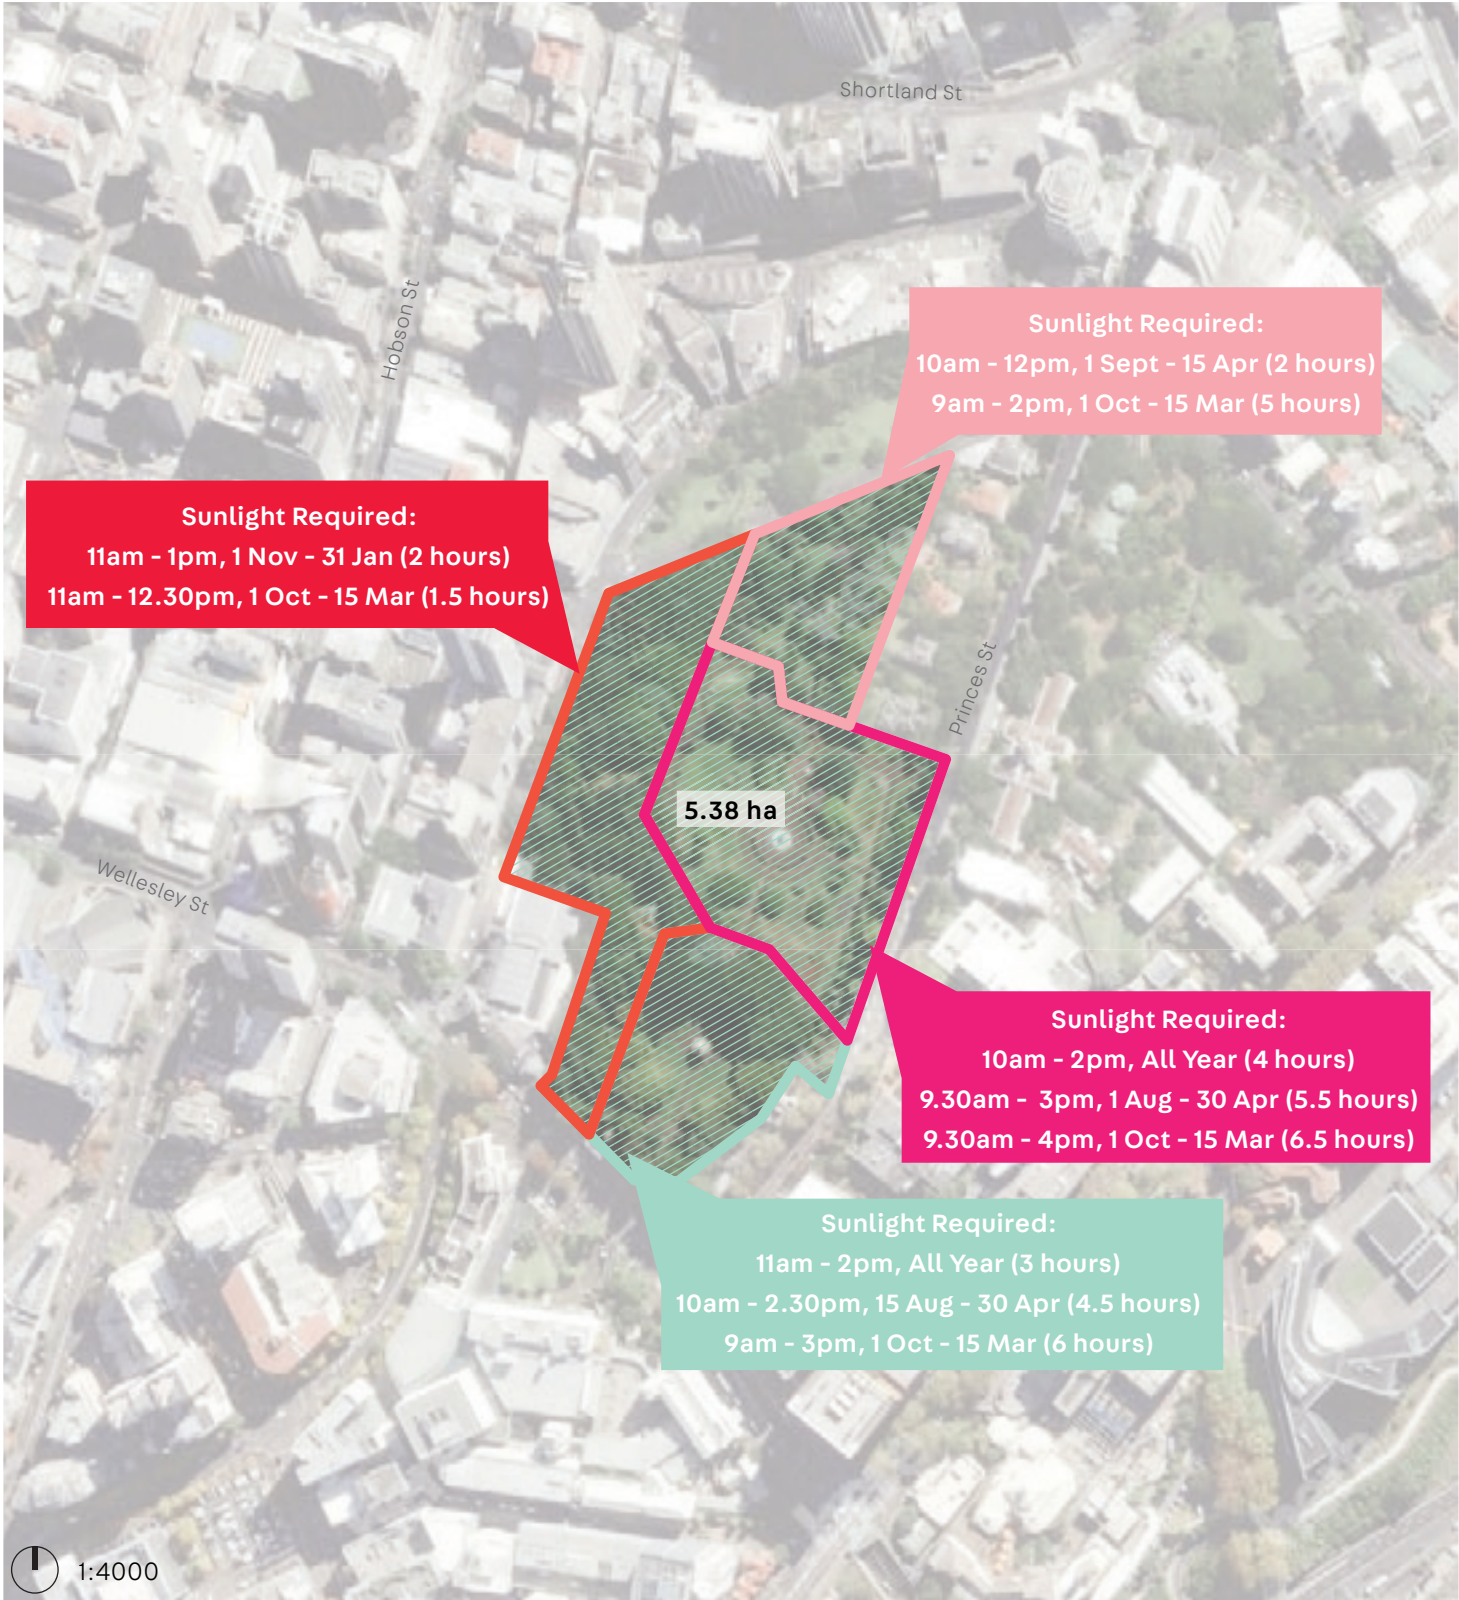 Shortland St
Hobson St
Sunlight Required:
10am - 12pm, 1 Sept - 15 Apr (2 hours)
9am - 2pm, 1 Oct - 15 Mar (5 hours)
Sunlight Required:
11am - 1pm, 1 Nov - 31 Jan (2 hours)
11am - 12.30pm, 1 Oct - 15 Mar (1.5 hours)
Princes St
5.38 ha
Wellesley St
Sunlight Required:
10am - 2pm, All Year (4 hours)
9.30am - 3pm, 1 Aug - 30 Apr (5.5 hours)
9.30am - 4pm, 1 Oct - 15 Mar (6.5 hours)
Sunlight Required:
11am - 2pm, All Year (3 hours)
10am - 2.30pm, 15 Aug - 30 Apr (4.5 hours)
9am - 3pm, 1 Oct - 15 Mar (6 hours)
1:4000